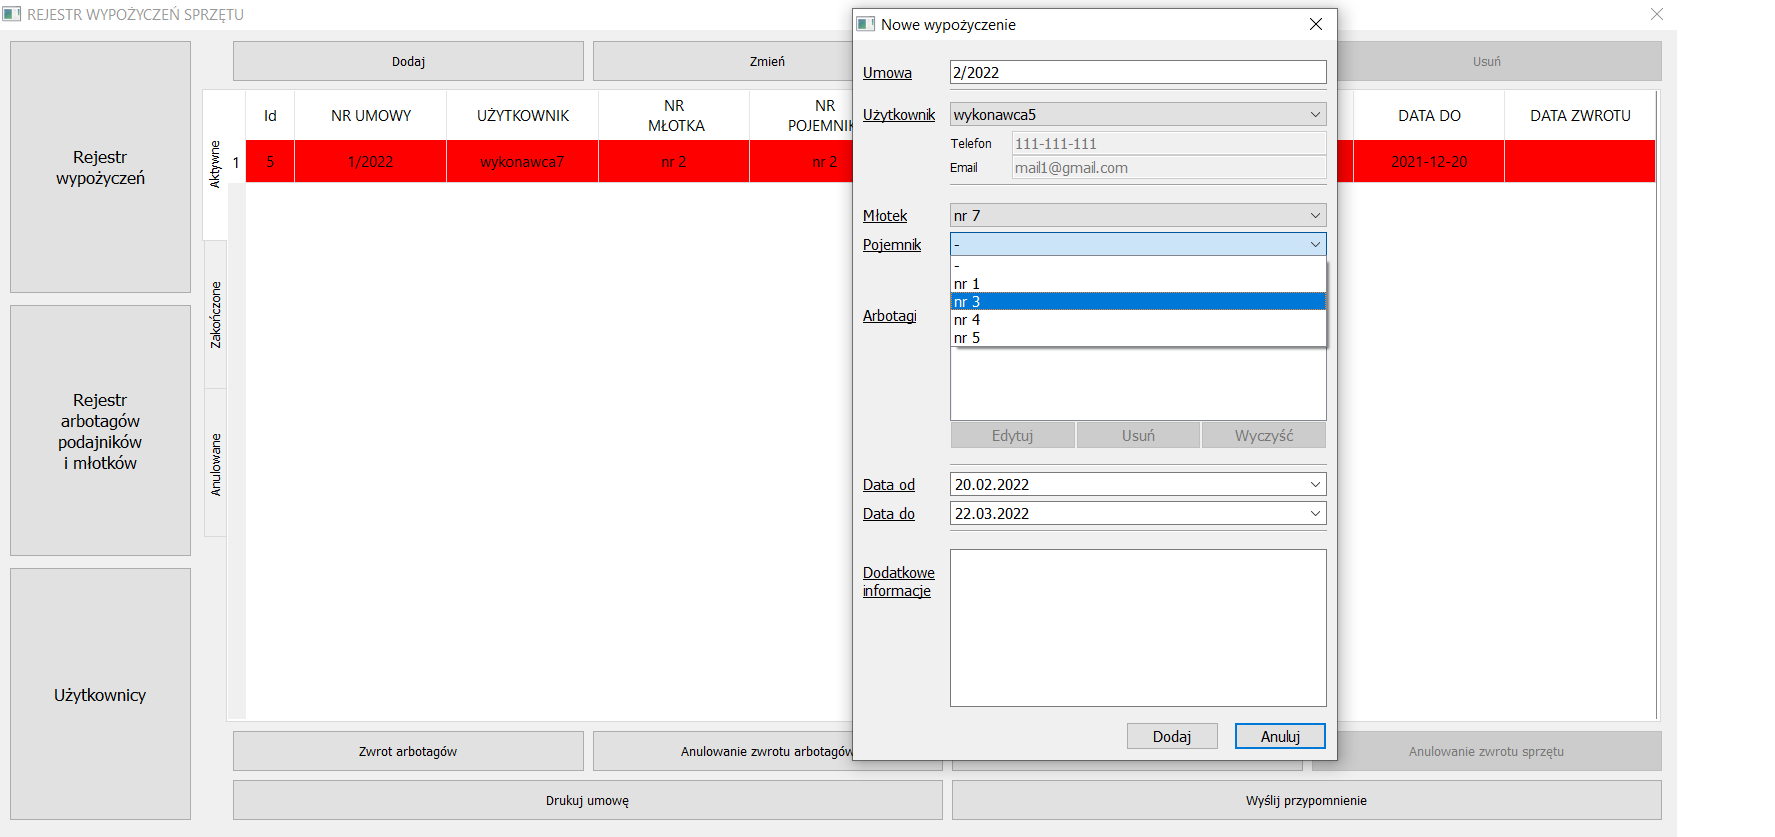 REJESTR WYPOŻYCZEŃ SPRZĘTU
Rejestr
wypożyczeń
Rejestr
arbotagów
podajników
i młotków
Użytkownicy
Dodaj
Zmień
Usuń
Aktywne
Zakończone
Anulowane
Id
NR UMOWY
UŻYTKOWNIK
NR
MŁOTKA
NR
POJEMNIK
DATA DO
DATA ZWROTU
1
5
1/2022
wykonawca7
nr 2
nr 2
2021-12-20
Zwrot arbotagów
Anulowanie zwrotu arbotagów
Anulowanie zwrotu sprzętu
Drukuj umowę
Wyślij przypomnienie
Nowe wypożyczenie
Umowa
2/2022
Użytkownik
wykonawca5
Telefon
111-111-111
Email
mail1@gmail.com
Młotek
nr 7
Pojemnik
-
-
nr 1
nr 3
nr 4
nr 5
Arbotagi
Edytuj
Usuń
Wyczyść
Data od
20.02.2022
Data do
22.03.2022
Dodatkowe
informacje
Dodaj
Anuluj